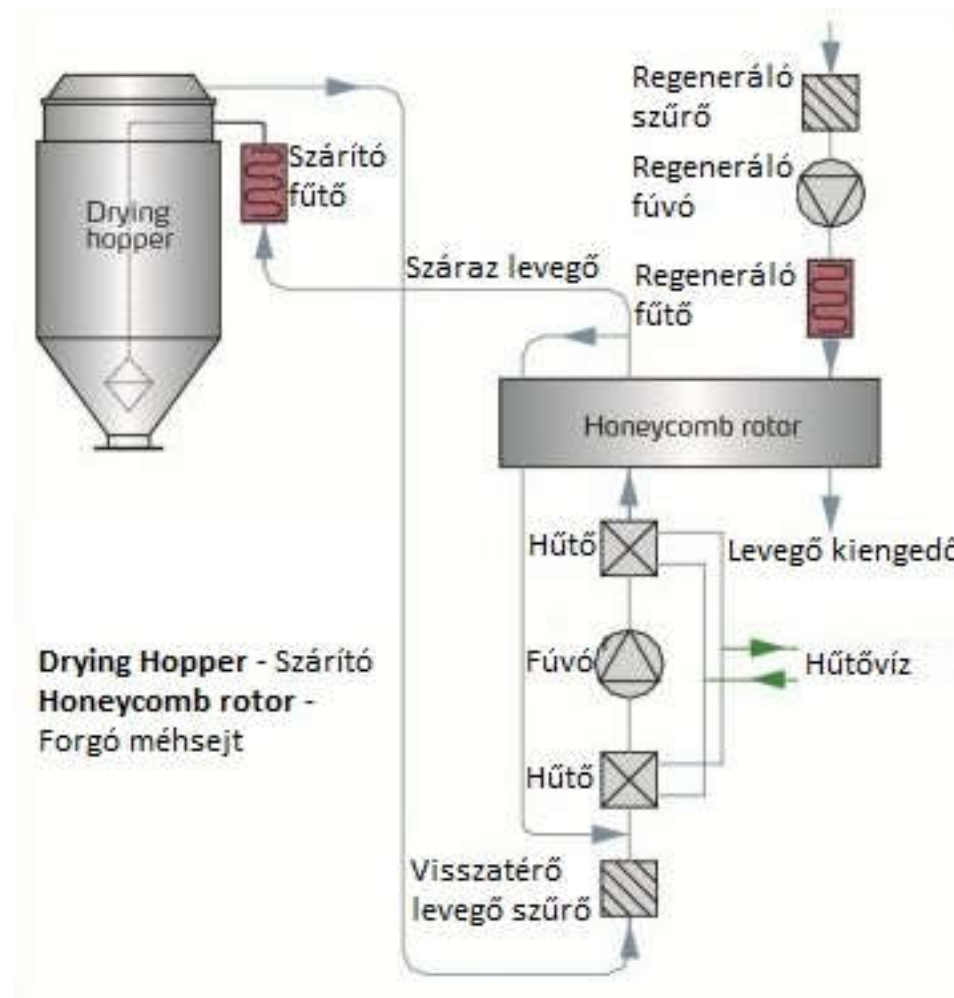 Regeneráló
szűrő
Szárító
fűtő
Regeneráló
fúvó
Drying
hopper
Száraz levegő
Regeneráló
fűtő
Honeycomb rotor
Hűtő
Levegő kiengedő
Drying Hopper - Szárító
Honeycomb rotor -
Forgó méhsejt
Fúvó
Hűtővíz
Hűtő
Visszatérő
levegő szűrő